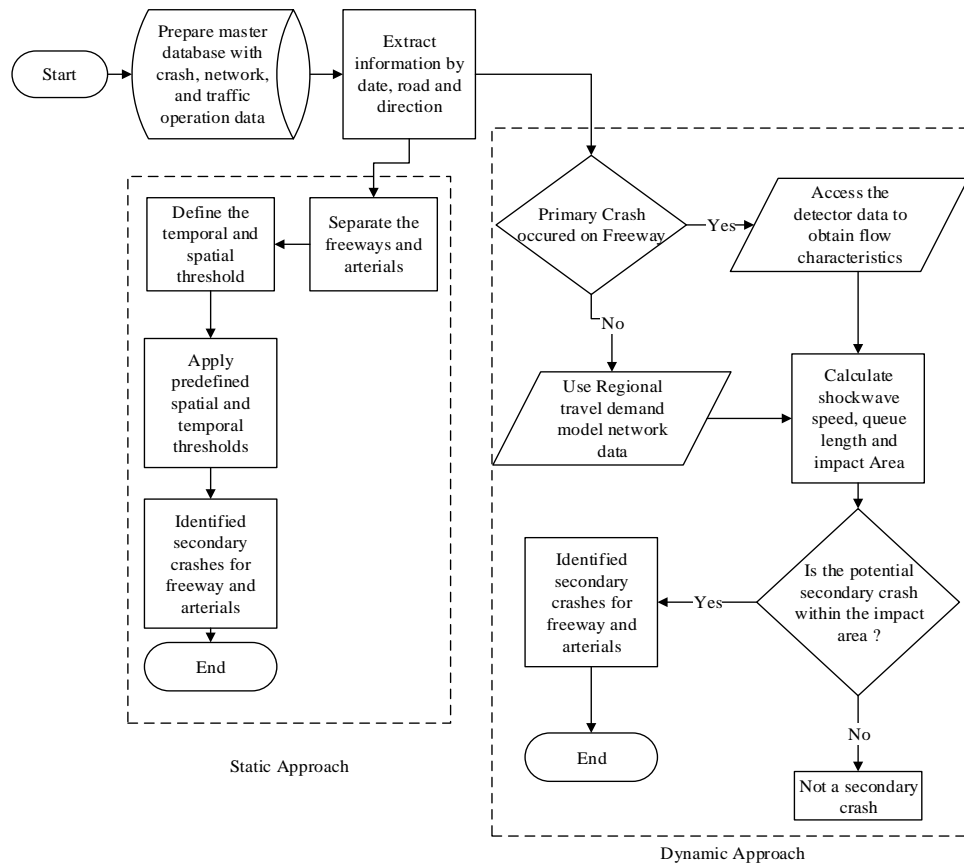 Start
Prepare master
database with
crash, network,
and traffic
operation data
Extract
information by
date, road and
direction
Separate the
freeways and
arterials
Define the
temporal and
spatial
threshold
Apply
predefined
spatial and
temporal
thresholds
Identified
secondary
crashes for
freeway and
arterials
End
Static Approach
Primary Crash
occured on Freeway
Yes
Access the
detector data to
obtain flow
characteristics
No
Use Regional
travel demand
model network
data
Calculate
shockwave
speed, queue
length and
impact Area
Is the potential
secondary crash
within the impact
area ?
Yes
Identified
secondary
crashes for
freeway and
arterials
End
No
Not a secondary
crash
Dynamic Approach